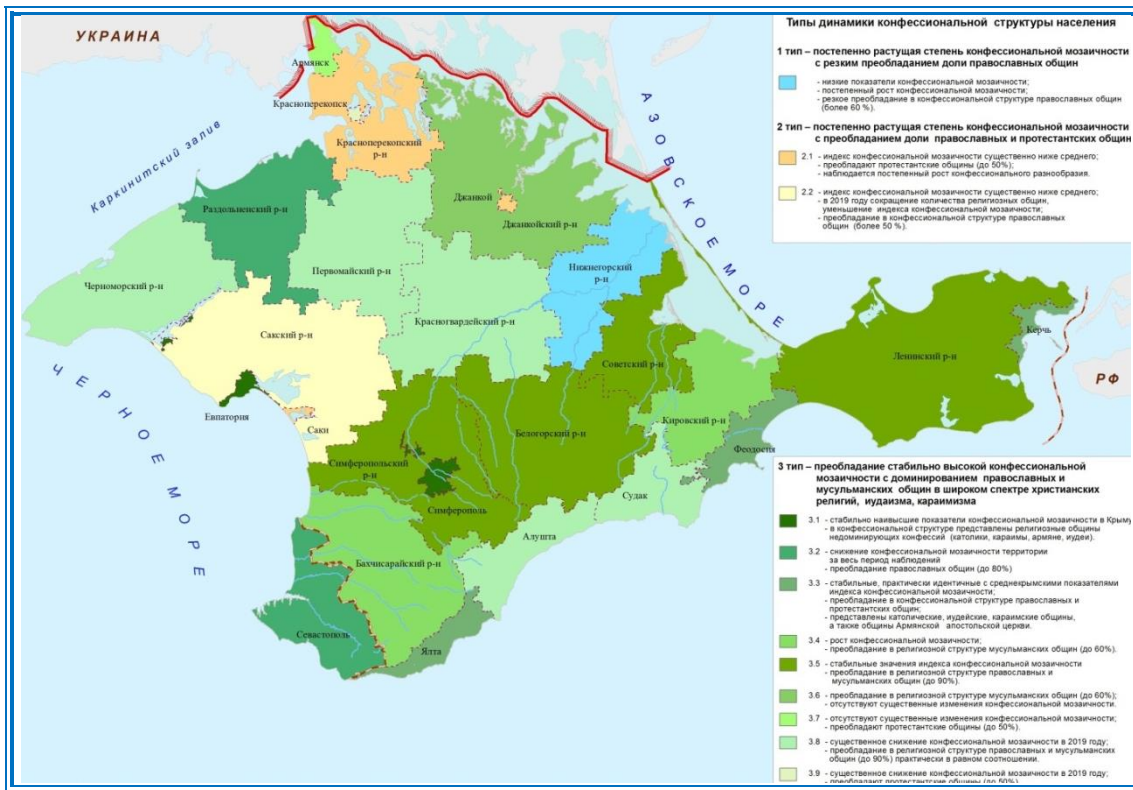 УКРАИНА
Армянск
Красноперекопск
Красноперекопский
р-н
Каркинитский залив
АЗОВСКОЕ МОРЕ
Джанкой
Джанкойский р-н
Раздольненский р-н
Нижнегорский
р-н
Первомайский р-н
Черноморский р-н
Красногвардейский р-н
Сакский р-н
Советский р-н
Ленинский р-н
Керчь
РФ
ЧЕРНОЕ МОРЕ
Евпатория
Саки
Белогорский р-н
Кировский р-н
Феодосия
Симферопольский
р-н
Симферополь
Судак
Алушта
Бахчисарайский р-н
Севастополь
Ялта
Типы динамики конфессиональной структуры населения
1 тип – постепенно растущая степень конфессиональной мозаичности
с резким преобладанием доли православных общин
- низкие показатели конфессиональной мозаичности;
- постепенный рост конфессиональной мозаичности;
- резкое преобладание в конфессиональной структуре православных общин
(более 60 %).
2 тип – постепенно растущая степень конфессиональной мозаичности
с преобладанием доли православных и протестантских общин
2.1 - индекс конфессиональной мозаичности существенно ниже среднего;
- преобладают протестантские общины (до 50%);
- наблюдается постепенный рост конфессионального разнообразия.
2.2 - индекс конфессиональной мозаичности существенно ниже среднего;
- в 2019 году сокращение количества религиозных общин,
уменьшение индекса конфессиональной мозаичности;
- преобладание в конфессиональной структуре православных
общин (более 50 %).
3 тип – преобладание стабильно высокой конфессиональной
мозаичности с доминированием православных и
мусульманских общин в широком спектре христианских
религий, иудаизма, караимизма
3.1 - стабильно наивысшие показатели конфессиональной мозаичности в Крыму
- в конфессиональной структуре представлены религиозные общины
недоминирующих конфессий (католики, караимы, армяне, иудеи).
3.2 - снижение конфессиональной мозаичности территории
за весь период наблюдений
- преобладание православных общин (до 80%)
3.3 - стабильные, практически идентичные с среднекрымскими показателями
индекса конфессиональной мозаичности;
- преобладание в конфессиональной структуре православных и
протестантских общин;
- представлены католические, иудейские, караимские общины,
а также общины Армянской апостольской церкви.
3.4 - рост конфессиональной мозаичности;
- преобладание в религиозной структуре мусульманских общин (до 60%).
3.5 - стабильные значения индекса конфессиональной мозаичности
- преобладание в религиозной структуре православных и
мусульманских общин (до 90%).
3.6 - преобладание в религиозной структуре мусульманских общин (до 60%);
- отсутствуют существенные изменения конфессиональной мозаичности.
3.7 - отсутствуют существенные изменения конфессиональной мозаичности;
- преобладают протестантские общины (до 50%).
3.8 - существенное снижение конфессиональной мозаичности в 2019 году;
- преобладание в религиозной структуре православных и мусульманских
общин (до 90%) практически в равном соотношении.
3.9 - существенное снижение конфессиональной мозаичности в 2019 году;
- преобладают протестантские общины (до 50%)